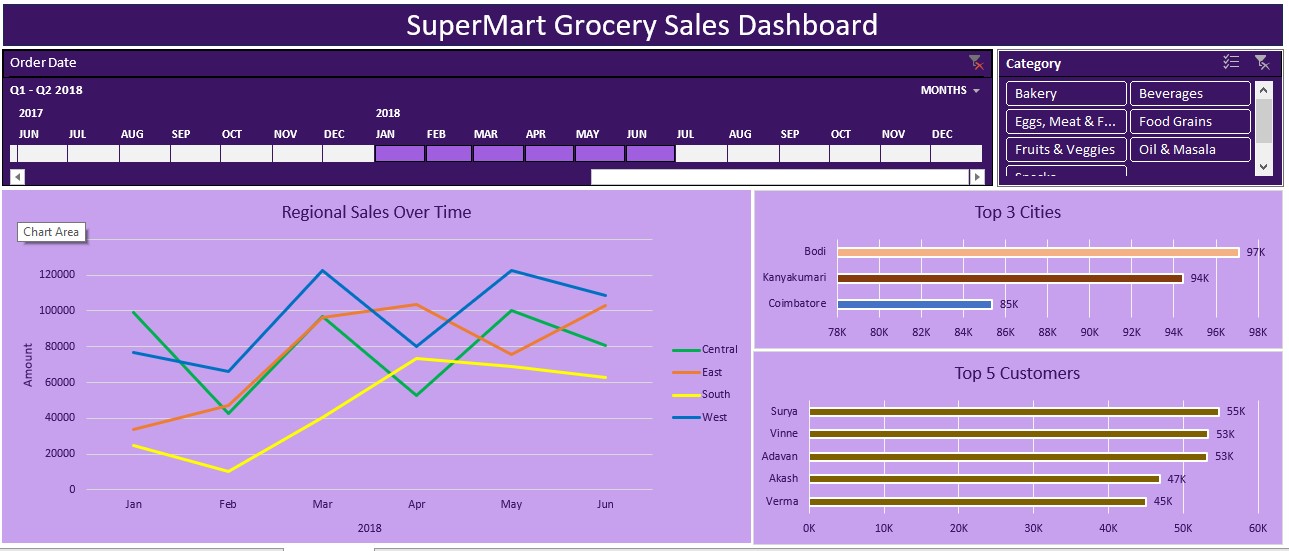 SuperMart Grocery Sales Dashboard
Order Date
Q1 - Q2 2018
MONTHS
2017 2018
JUN JUL AUG SEP OCT NOV DEC JAN FEB MAR APR MAY JUN JUL AUG SEP OCT NOV DEC
Category
Bakery Beverages
Eggs, Meat & F... Food Grains
Fruits & Veggies Oil & Masala
Regional Sales Over Time
Chart Area
120000
100000
80000
60000
40000
20000
0
Amount
Jan Feb Mar Apr May Jun
2018
Central
East
South
West
Top 3 Cities
Bodi 97K
Kanyakumari 94K
Coimbatore 85K
78K 80K 82K 84K 86K 88K 90K 92K 94K 96K 98K
Top 5 Customers
Surya 55K
Vinne 53K
Adavan 53K
Akash 47K
Verma 45K
0K 10K 20K 30K 40K 50K 60K